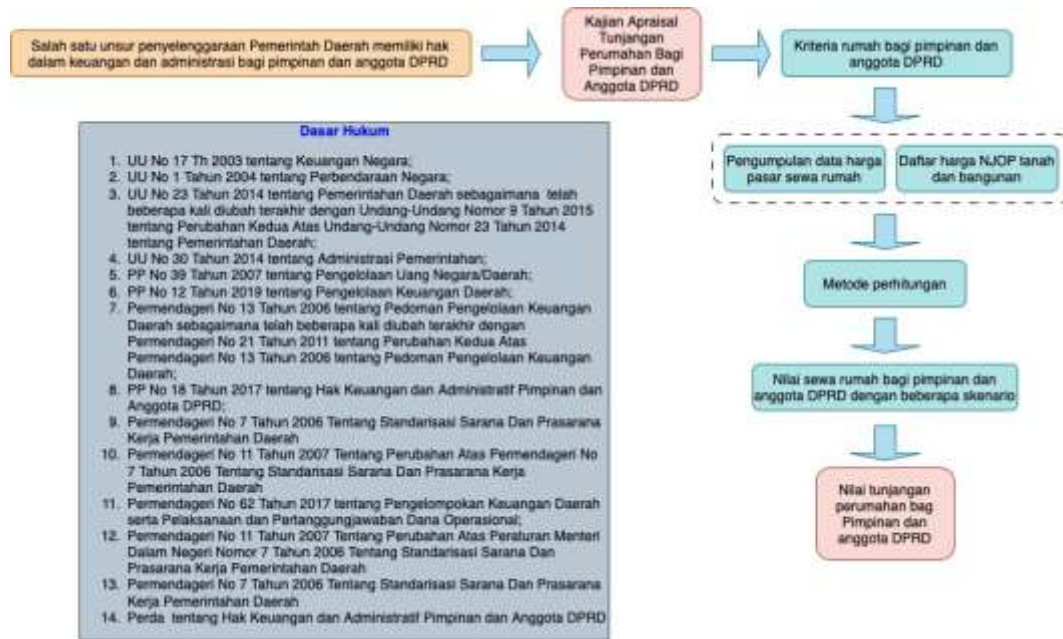 Salah satu unsur penyelenggaraan Pemerintah Daerah memiliki hak
dalam keuangan dan administrasi bagi pimpinan dan anggota DPRD
Kajian Apraisal
Tunjangan
Perumahan Bagi
Pimpinan dan
Anggota DPRD
Kriteria rumah bagi pimpinan dan
anggota DPRD
Pengumpulan data harga
pasar sewa rumah
Daftar harga NJOP tanah
dan bangunan
Metode perhitungan
Nilai sewa rumah bagi pimpinan dan
anggota DPRD dengan beberapa skenario
Nilai tunjangan
perumahan bag
Pimpinan dan
anggota DPRD
Dasar Hukum
1. UU No 17 Th 2003 tentang Keuangan Negara;
2. UU No 1 Tahun 2004 tentang Perbendaraan Negara;
3. UU No 23 Tahun 2014 tentang Pemerintahan Daerah sebagaimana telah
beberapa kali diubah terakhir dengan Undang-Undang Nomor 9 Tahun 2015
tentang Perubahan Kedua Atas Undang-Undang Nomor 23 Tahun 2014
tentang Pemerintahan Daerah;
4. UU No 30 Tahun 2014 tentang Administrasi Pemerintahan;
5. PP No 39 Tahun 2007 tentang Pengelolaan Uang Negara/Daerah;
6. PP No 12 Tahun 2019 tentang Pengelolaan Keuangan Daerah;
7. Permendageri No 13 Tahun 2006 tentang Pedoman Pengelolaan Keuangan
Daerah sebagaimana telah beberapa kali diubah terakhir dengan
Permendageri No 21 Tahun 2011 tentang Perubahan Kedua Atas
Permendageri No 13 Tahun 2006 tentang Pedoman Pengelolaan Keuangan
Daerah;
8. PP No 18 Tahun 2017 tentang Hak Keuangan dan Administratif Pimpinan dan
Anggota DPRD;
9. Permendageri No 7 Tahun 2006 Tentang Standarisasi Sarana Dan Prasarana
Kerja Pemerintahan Daerah
10. Permendageri No 11 Tahun 2007 Tentang Perubahan Atas Permendageri No
7 Tahun 2006 Tentang Standarisasi Sarana Dan Prasarana Kerja
Pemerintahan Daerah
11. Permendageri No 62 Tahun 2017 tentang Pengelompokan Keuangan Daerah
serta Pelaksanaan dan Pertanggungjawaban Dana Operasional;
12. Permendageri No 11 Tahun 2007 Tentang Perubahan Atas Peraturan Menteri
Dalam Negeri Nomor 7 Tahun 2006 Tentang Standarisasi Sarana Dan
Prasarana Kerja Pemerintahan Daerah
13. Permendageri No 7 Tahun 2006 Tentang Standarisasi Sarana Dan Prasarana
Kerja Pemerintahan Daerah
14. Perda tentang Hak Keuangan dan Administratif Pimpinan dan Anggota DPRD